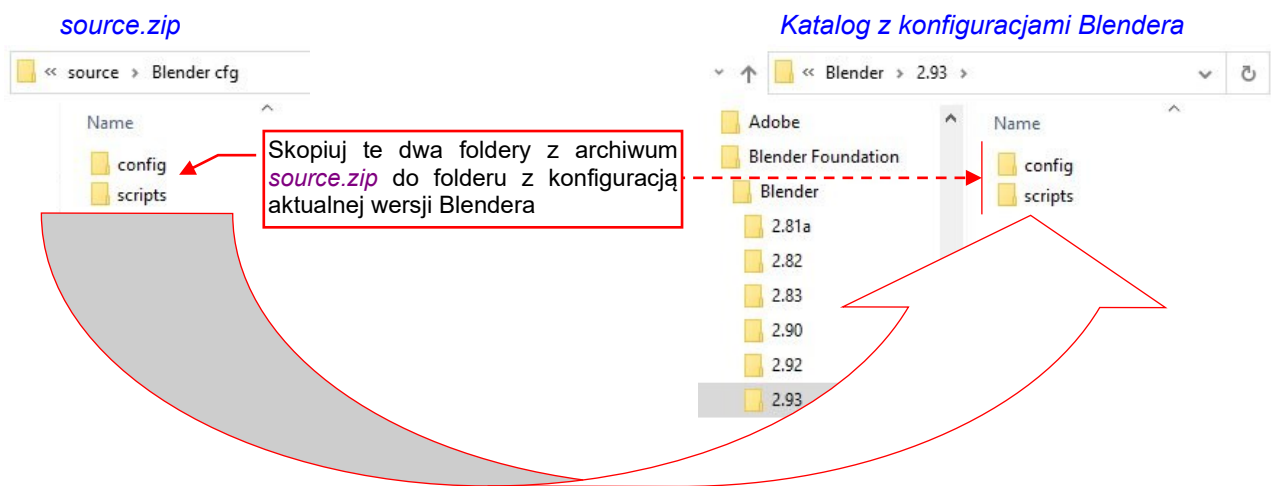 source.zip
« source > Blender cfg
Name
config
scripts
Skopiuj te dwa foldery z archiwum
source.zip do folderu z konfiguracją
aktualnej wersji Blendera
Katalog z konfiguracjami Blendera
« Blender > 2.93 >
Adobe
Blender Foundation
Blender
2.81a
2.82
2.83
2.90
2.92
2.93
Name
config
scripts